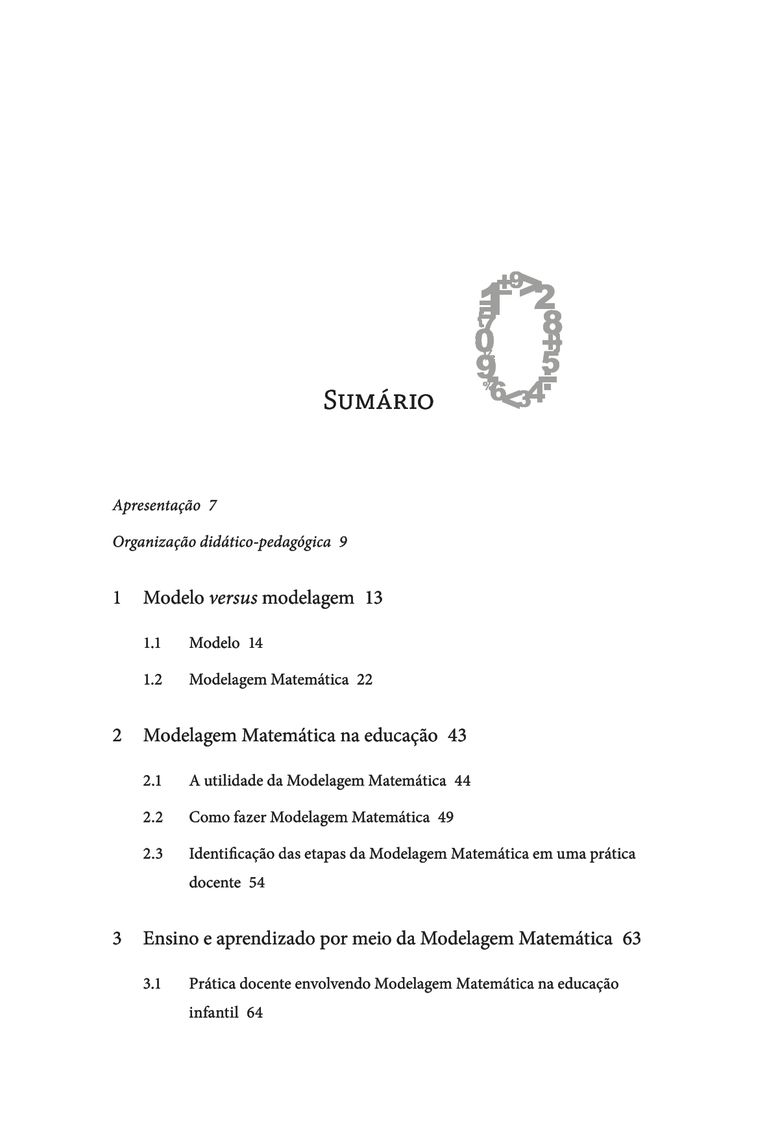 Sumário
Apresentação 7
Organização didático-pedagógica 9
1 Modelo versus modelagem 13
1.1 Modelo 14
1.2 Modelagem Matemática 22
2 Modelagem Matemática na educação 43
2.1 A utilidade da Modelagem Matemática 44
2.2 Como fazer Modelagem Matemática 49
2.3 Identificação das etapas da Modelagem Matemática em uma prática
docente 54
3 Ensino e aprendizado por meio da Modelagem Matemática 63
3.1 Prática docente envolvendo Modelagem Matemática na educação
infantil 64